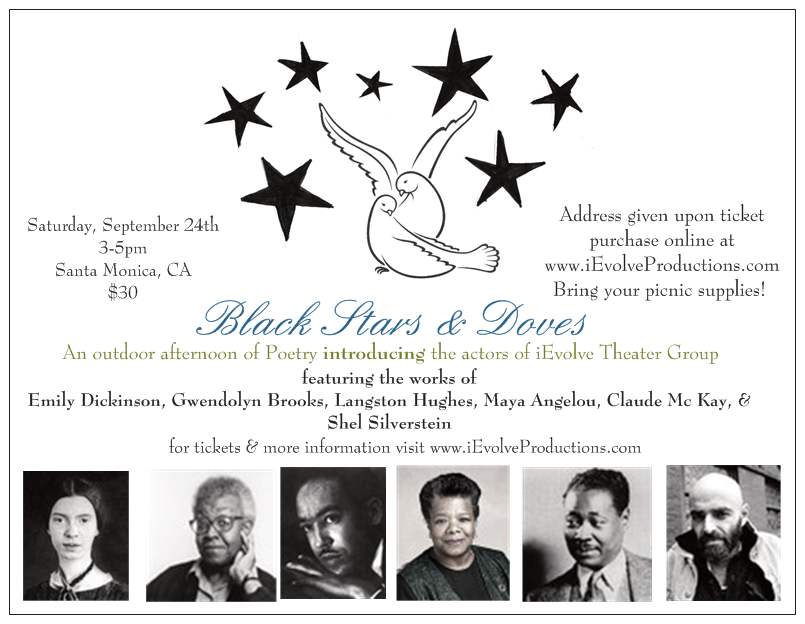 Saturday, September 24th
3-5pm
Santa Monica, CA
$30
Address given upon ticket
purchase online at
www.iEvolveProductions.com
Bring your picnic supplies!
Black Stars & Doves
An outdoor afternoon of Poetry introducing the actors of iEvolve Theater Group
featuring the works of
Emily Dickinson, Gwendolyn Brooks, Langston Hughes, Maya Angelou, Claude Mc Kay, &
Shel Silverstein
for tickets & more information visit www.iEvolveProductions.com